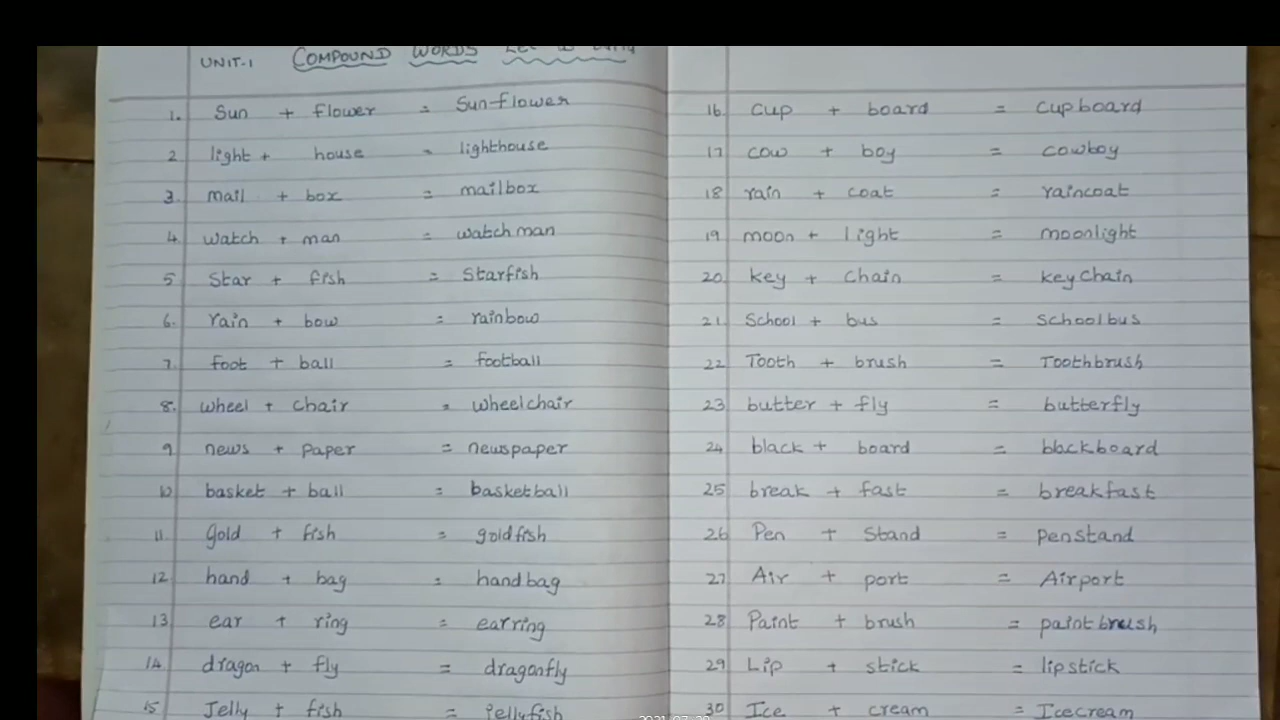 UNIT-1 COMPOUND WORDS
1. Sun + flower = Sunflower
2 light + house = lighthouse
3. mail + box = mailbox
4. watch + man = watchman
5 Star + fish = Starfish
6. rain + bow = rainbow
7. foot + ball = football
8. wheel + chair = wheelchair
9 news + paper = newspaper
10 basket + ball = basketball
11. gold + fish = goldfish
12 hand + bag = handbag
13 ear + ring = earring
14. dragon + fly = dragonfly
15 Jelly + fish = jellyfish
16. cup + board = cupboard
17 cow + boy = cowboy
18 rain + coat = raincoat
19 moon + light = moonlight
20. key + chain = keychain
21. School + bus = Schoolbus
22 Tooth + brush = Toothbrush
23 butter + fly = butterfly
24 black + board = blackboard
25 break + fast = breakfast
26 Pen + Stand = penstand
27 Air + port = Airport
28 Paint + brush = paintbrush
29 Lip + stick = lipstick
30 Ice + cream = Icecream